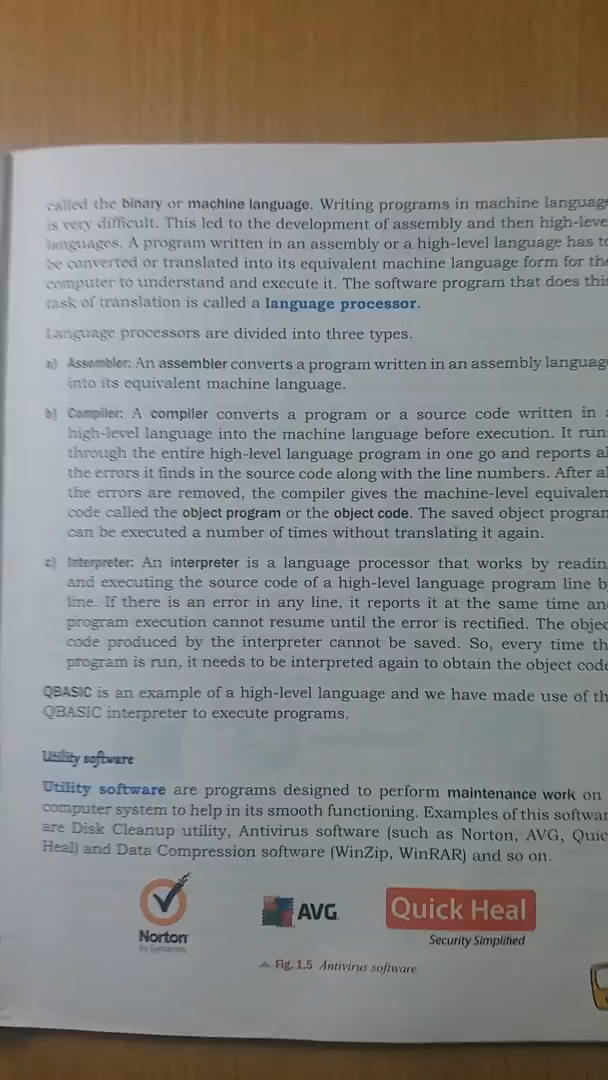 called the binary or machine language. Writing programs in machine language
is very difficult. This led to the development of assembly and then high-leve
languages. A program written in an assembly or a high-level language has to
be converted or translated into its equivalent machine language form for the
computer to understand and execute it. The software program that does thi
task of translation is called a language processor.
Language processors are divided into three types.
a) Assembler: An assembler converts a program written in an assembly languag
into its equivalent machine language.
b) Compiler: A compiler converts a program or a source code written in a
high-level language into the machine language before execution. It run
through the entire high-level language program in one go and reports al
the errors it finds in the source code along with the line numbers. After al
the errors are removed, the compiler gives the machine-level equivalen
code called the object program or the object code. The saved object program
can be executed a number of times without translating it again.
c) Interpreter: An interpreter is a language processor that works by readin
and executing the source code of a high-level language program line b
line. If there is an error in any line, it reports it at the same time an
program execution cannot resume until the error is rectified. The objec
code produced by the interpreter cannot be saved. So, every time th
program is run, it needs to be interpreted again to obtain the object code
QBASIC is an example of a high-level language and we have made use of th
QBASIC interpreter to execute programs.
Utility software
Utility software are programs designed to perform maintenance work on
computer system to help in its smooth functioning. Examples of this softwar
are Disk Cleanup utility, Antivirus software (such as Norton, AVG, Quic
Heal) and Data Compression software (WinZip, WinRAR) and so on.
Norton
by Symantec
AVG
Quick Heal
Security Simplified
Fig. 1.5 Antivirus software